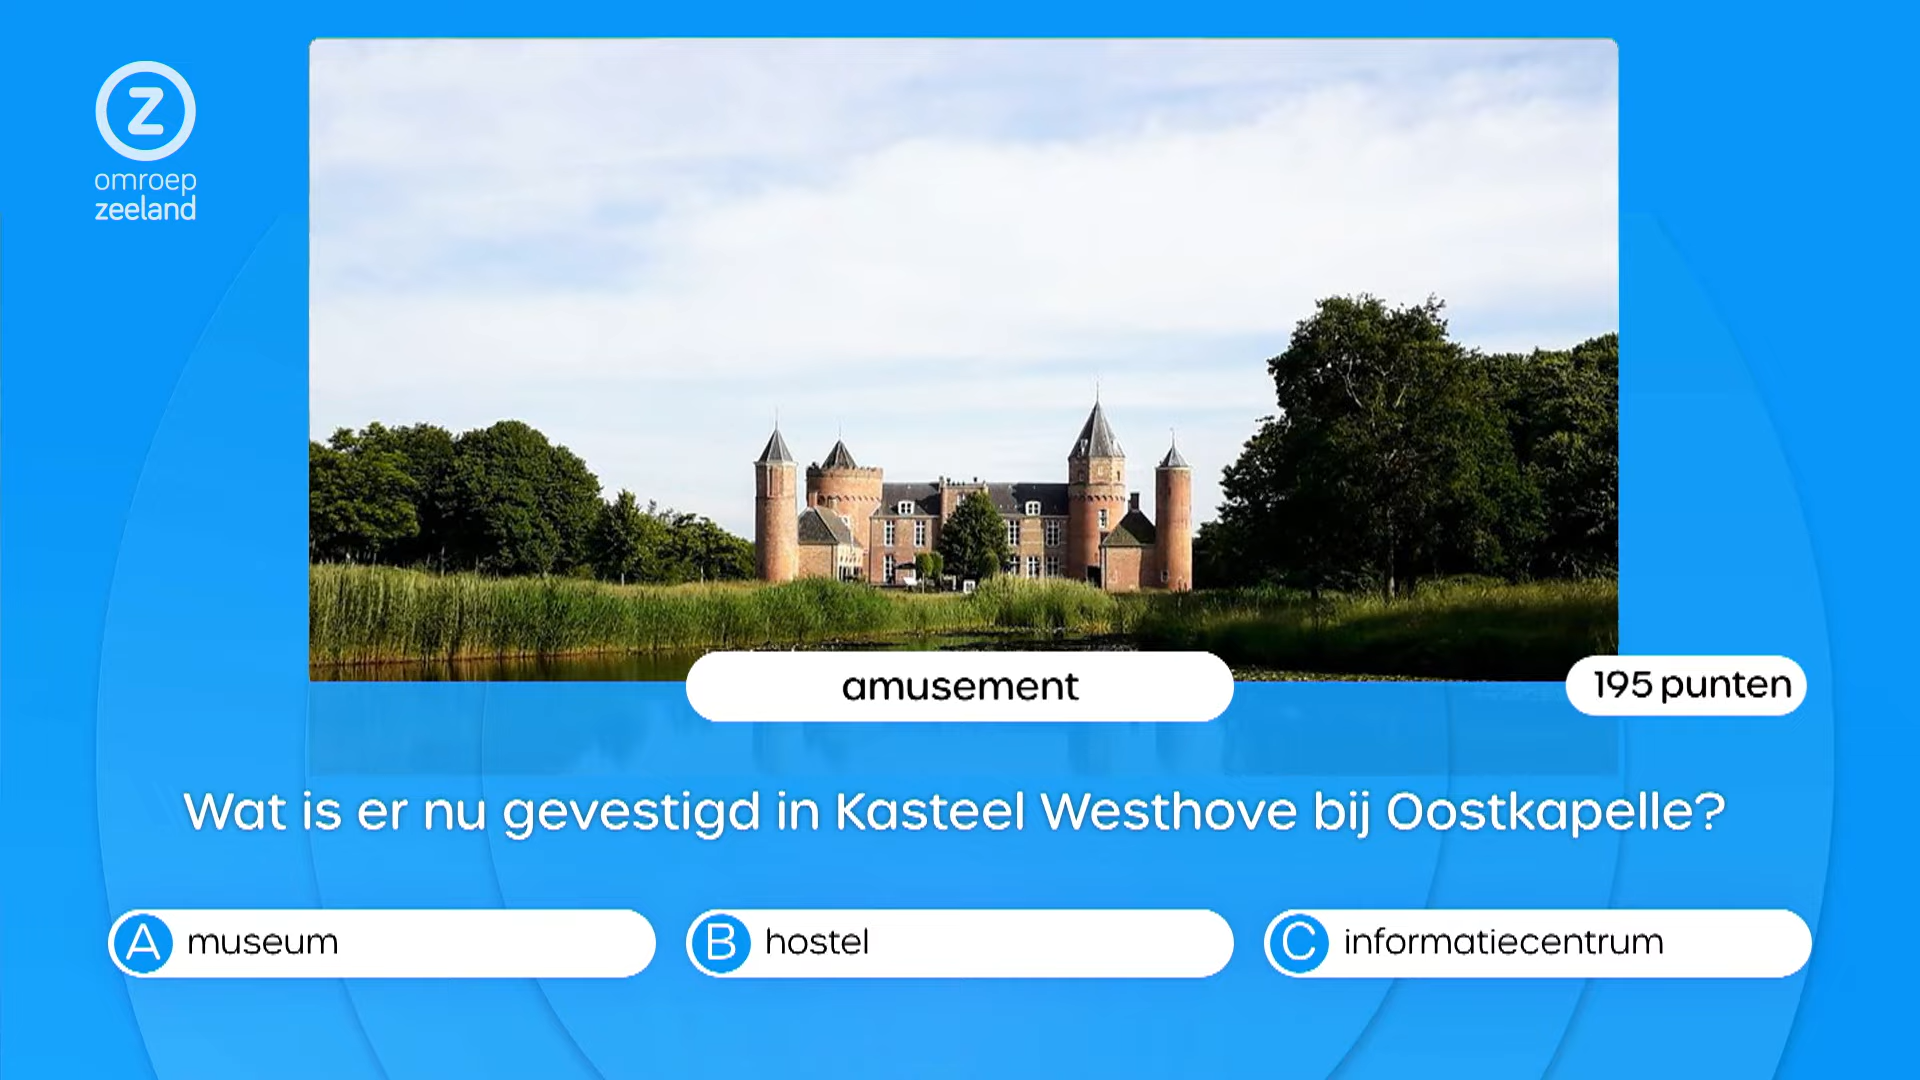 Z
omroep
zeeland
amusement
195 punten
Wat is er nu gevestigd in Kasteel Westhove bij Oostkapelle?
A museum
B hostel
C informatiecentrum